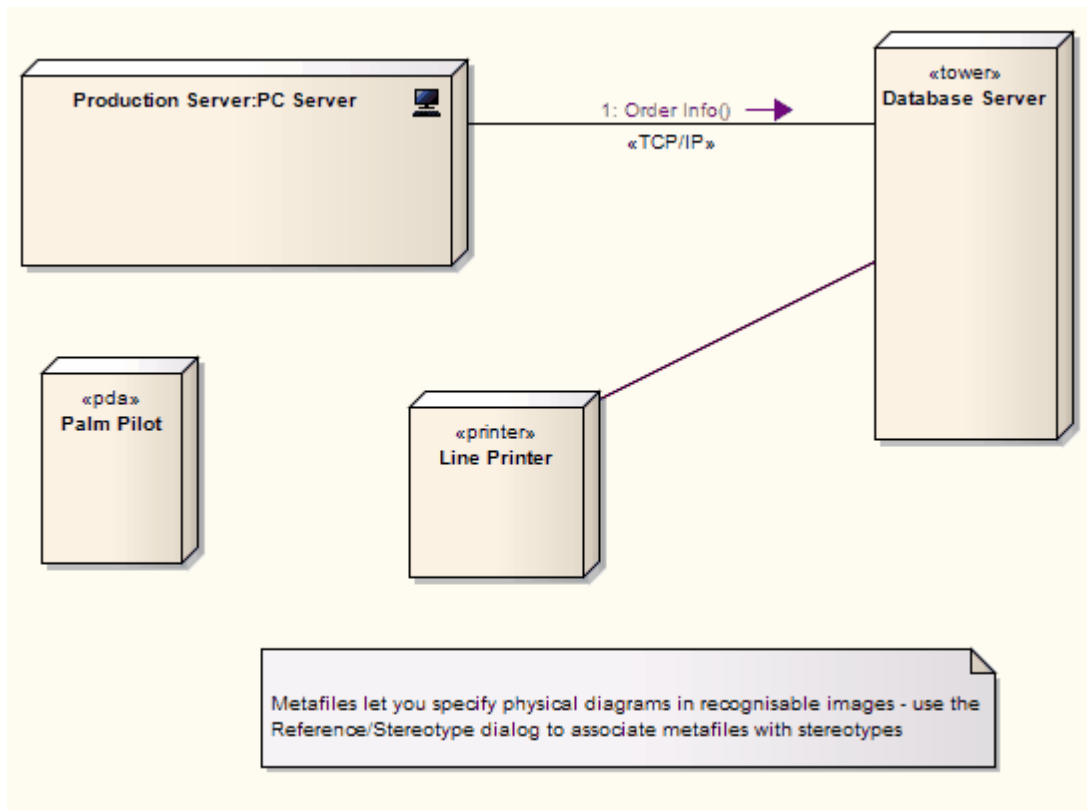 Production Server:PC Server
1: Order Info()
«TCP/IP»
«tower»
Database Server
«pda»
Palm Pilot
«printer»
Line Printer
Metafiles let you specify physical diagrams in recognisable images - use the
Reference/Stereotype dialog to associate metafiles with stereotypes